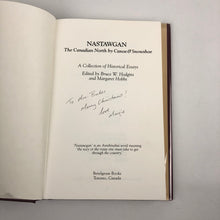 NASTAWGAN
The Canadian North by Canoe & Snowshoe
A Collection of Historical Essays
Edited by Bruce W. Hodgins
and Margaret Hobbs
To Mr.
Merry Christmas!
Love
'Nastawgan' is an Anishinabai word meaning
'the ways or the route one must take to get
through the country.'
Betelgeuse Books
Toronto, Canada